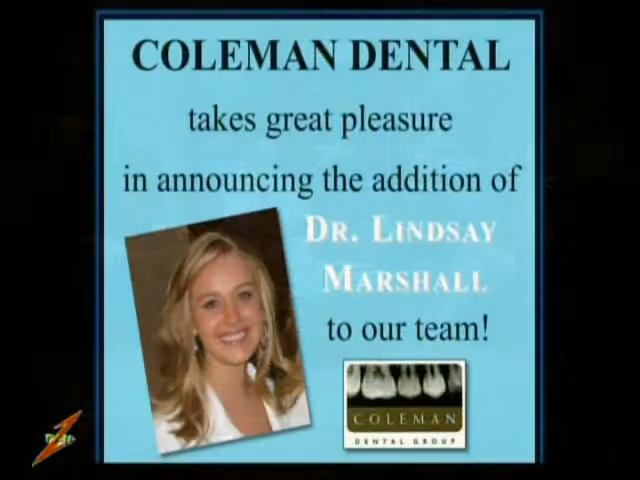 COLEMAN DENTAL
takes great pleasure
in announcing the addition of
DR. LINDSAY
MARSHALL
to our team!
COLEMAN
DENTAL GROUP